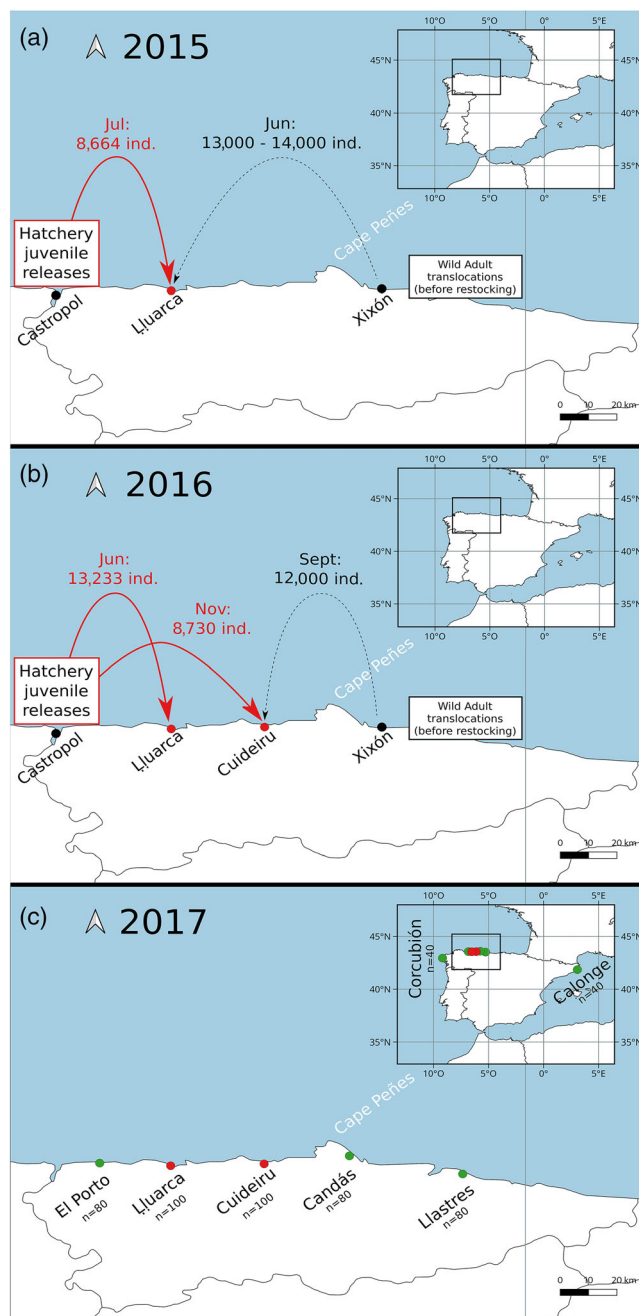 (a)
2015
Jul:
8,664 ind.
Jun:
13,000 - 14,000 ind.
Hatchery
juvenile
releases
Cape Peñes
Wild Adult
translocations
(before restocking)
Castropol
Ḷḷuarca
Xixón
0 10 20 km
45°N
40°N
35°N
10°O 5°O 0° 5°E
(b)
2016
Jun:
13,233 ind.
Nov:
8,730 ind.
Sept:
12,000 ind.
Hatchery
juvenile
releases
Cape Peñes
Wild Adult
translocations
(before restocking)
Castropol
Ḷḷuarca
Cuideiru
Xixón
0 10 20 km
45°N
40°N
35°N
10°O 5°O 0° 5°E
(c)
2017
Corcubión
n=40
Calonge
n=40
45°N
40°N
35°N
10°O 5°O 0° 5°E
Cape Peñes
El Porto
n=80
Ḷḷuarca
n=100
Cuideiru
n=100
Candás
n=80
Llastres
n=80
0 10 20 km